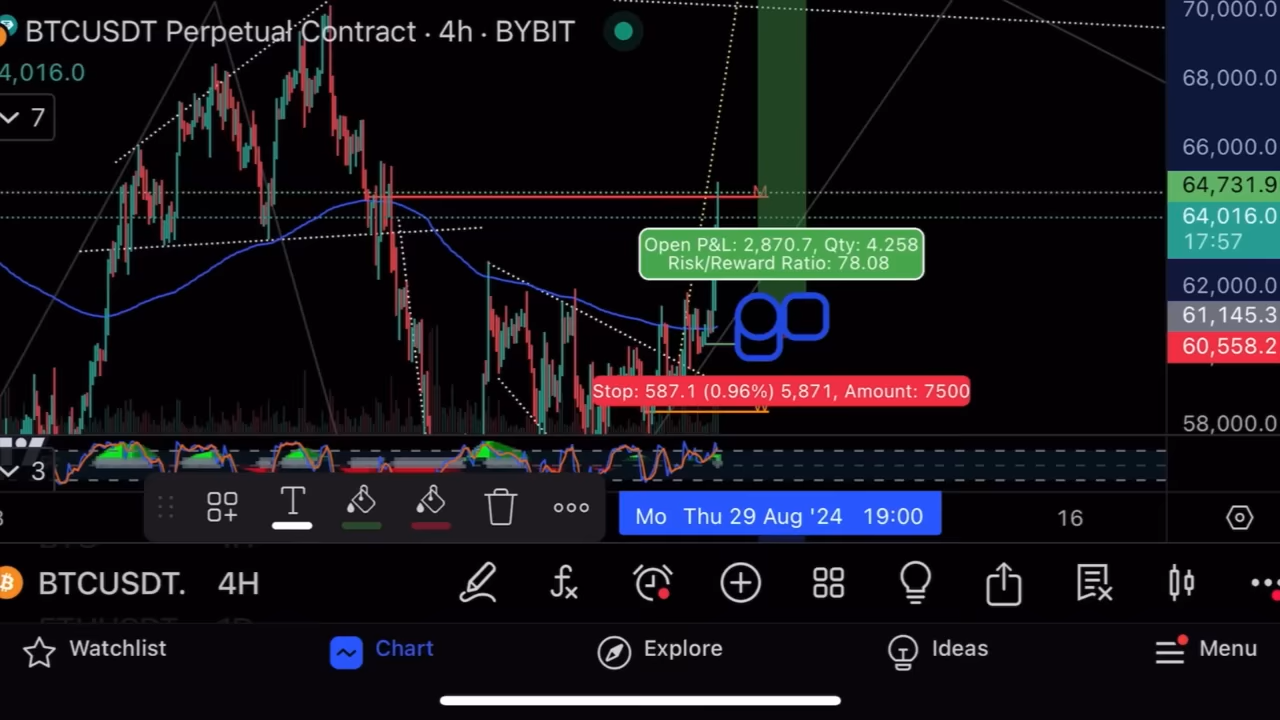 BTCUSDT Perpetual Contract · 4h · BYBIT
4,016.0
7
70,000.0
68,000.0
66,000.0
64,731.9
64,016.0
17:57
62,000.0
61,145.3
60,558.2
58,000.0
M
Open P&L: 2,870.7, Qty: 4.258
Risk/Reward Ratio: 78.08
Stop: 587.1 (0.96%) 5,871, Amount: 7500
3
T
Mo Thu 29 Aug '24 19:00
16
BTCUSDT. 4H
Watchlist
Chart
Explore
Ideas
Menu